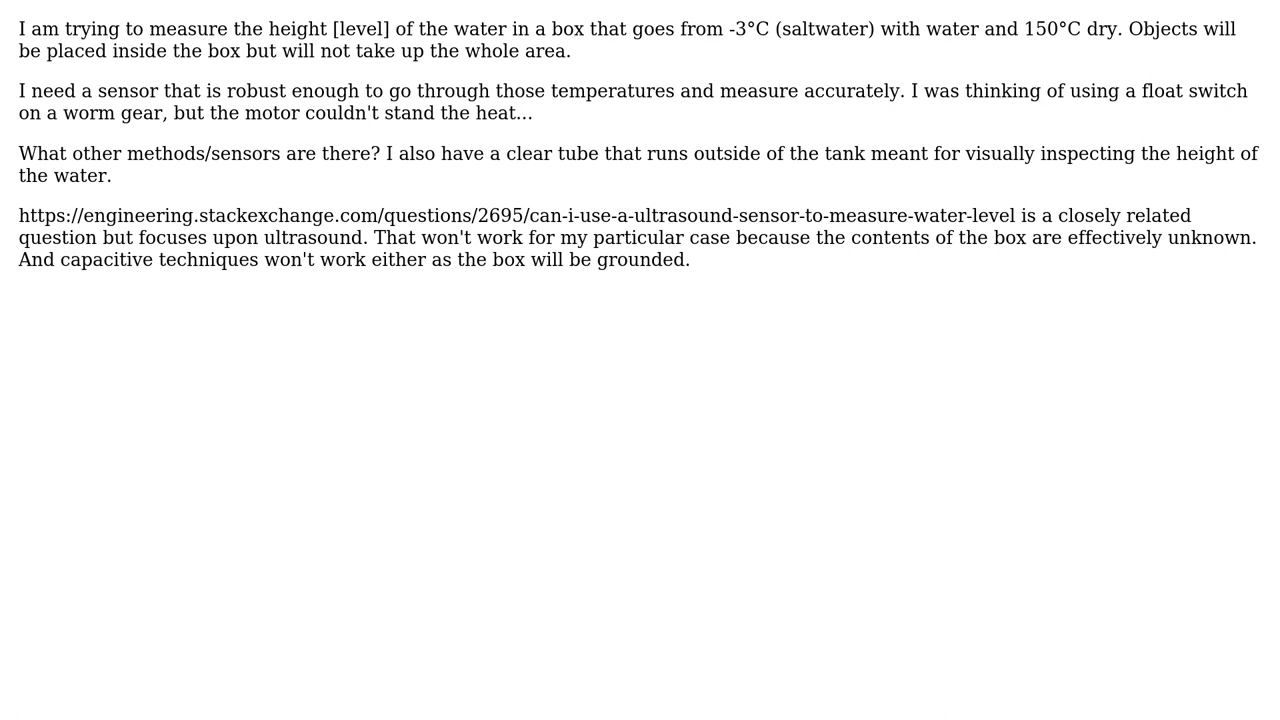 I am trying to measure the height [level] of the water in a box that goes from -3°C (saltwater) with water and 150°C dry. Objects will
be placed inside the box but will not take up the whole area.
I need a sensor that is robust enough to go through those temperatures and measure accurately. I was thinking of using a float switch
on a worm gear, but the motor couldn't stand the heat...
What other methods/sensors are there? I also have a clear tube that runs outside of the tank meant for visually inspecting the height of
the water.
https://engineering.stackexchange.com/questions/2695/can-i-use-a-ultrasound-sensor-to-measure-water-level is a closely related
question but focuses upon ultrasound. That won't work for my particular case because the contents of the box are effectively unknown.
And capacitive techniques won't work either as the box will be grounded.